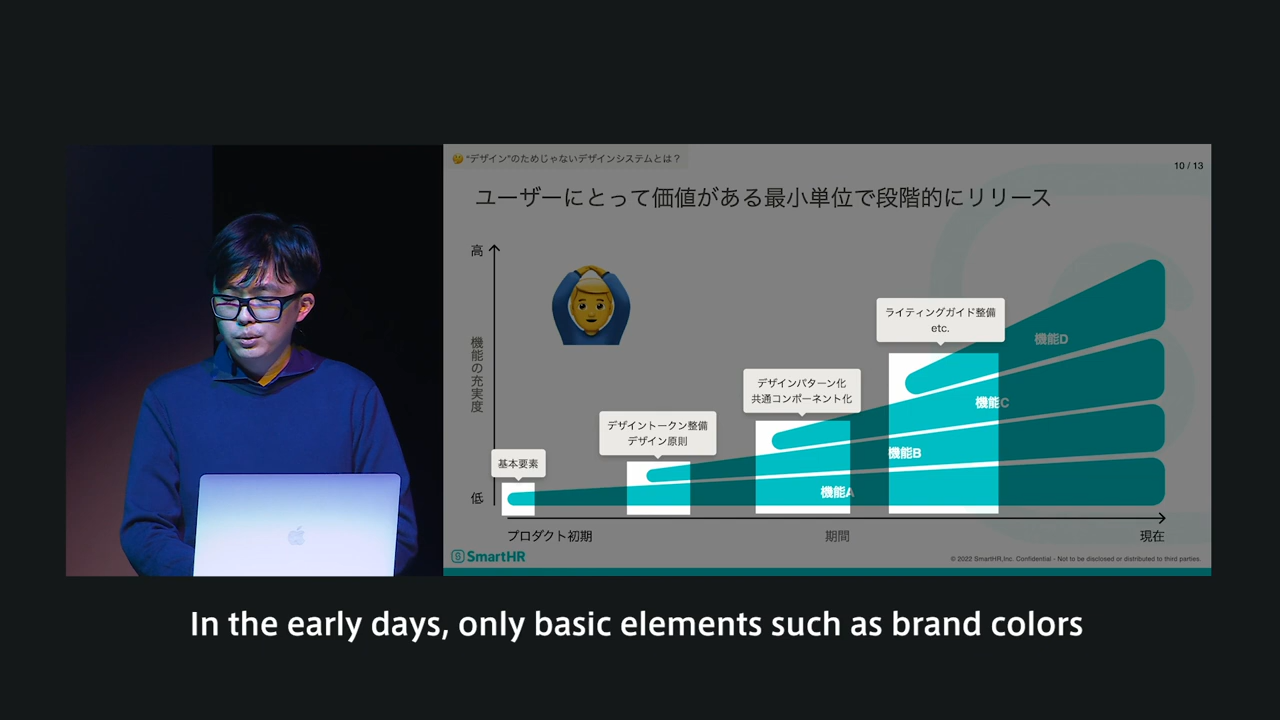 🤔 “デザイン”のためじゃないデザインシステムとは？
10 / 13
ユーザーにとって価値がある最小単位で段階的にリリース
高
機能の充実度
低
基本要素
デザイントークン整備
デザイン原則
デザインパターン化
共通コンポーネント化
ライティングガイド整備
etc.
機能D
機能C
機能B
機能A
プロダクト初期
期間
現在
SmartHR
© 2022 SmartHR,Inc. Confidential - Not to be disclosed or distributed to third parties.
In the early days, only basic elements such as brand colors